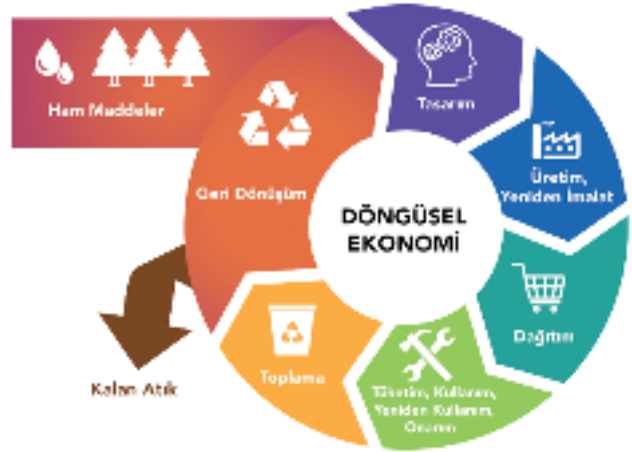 Ham Maddeler
Tasarım
Geri Dönüşüm
Üretim,
Yeniden İmalat
DÖNGÜSEL
EKONOMİ
Dağıtım
Toplama
Tüketim, Kullanım,
Yeniden Kullanım,
Onarım
Kalan Atık